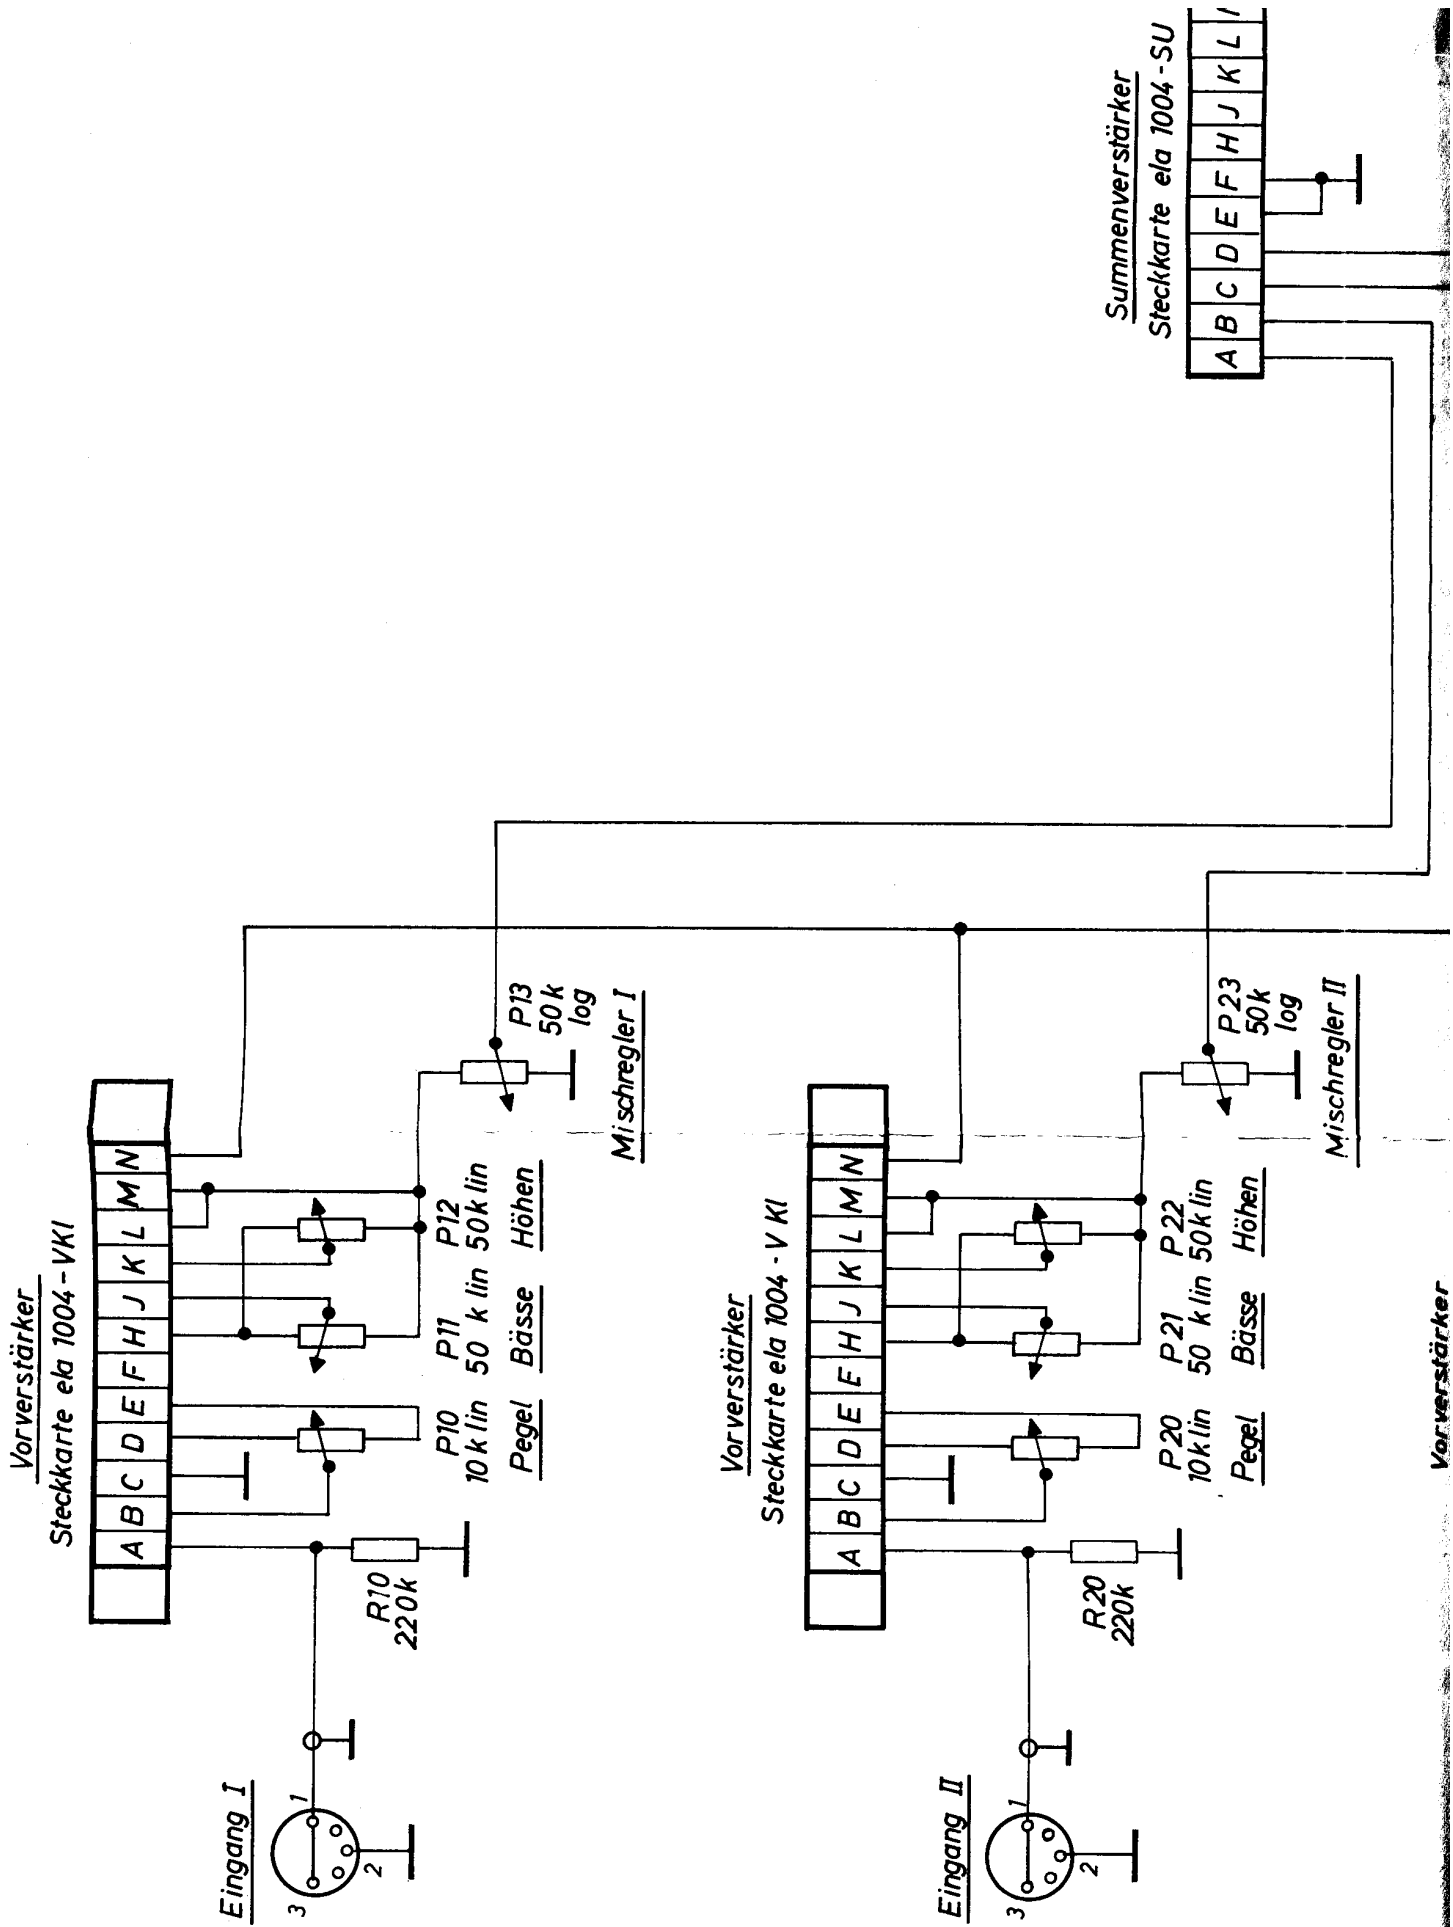 Vorverstärker
Steckkarte ela 1004-VKI
A B C D E F H J K L M N
Eingang I
3
1
2
R10
220k
P10
10k lin
Pegel
P11
50 k lin
Bässe
P12
50k lin
Höhen
P13
50k
log
Mischregler I
Vorverstärker
Steckkarte ela 1004-V KI
A B C D E F H J K L M N
Eingang II
3
1
2
R20
220k
P20
10k lin
Pegel
P21
50 k lin
Bässe
P22
50k lin
Höhen
P23
50k
log
Mischregler II
Summenverstärker
Steckkarte ela 1004-SU
A B C D E F H J K L
Vorverstärker